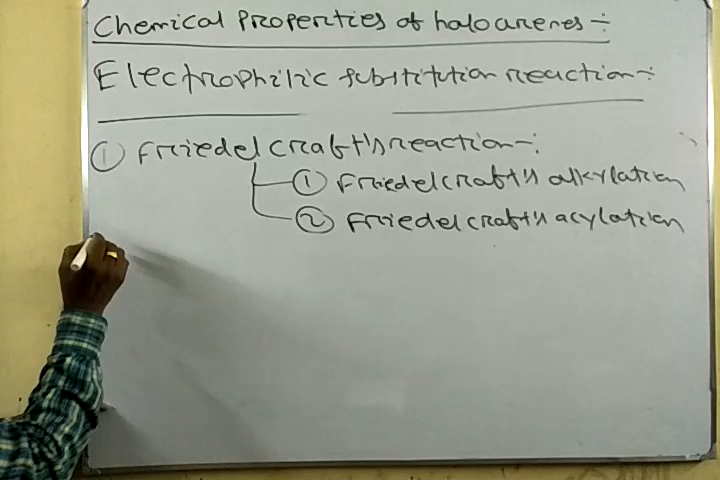 Chemical Properties of haloarenes ÷
Electrophilic substitution reaction ÷
① Friedel craft's reaction -:
① Friedel craft's alkylation
② Friedel craft's acylation